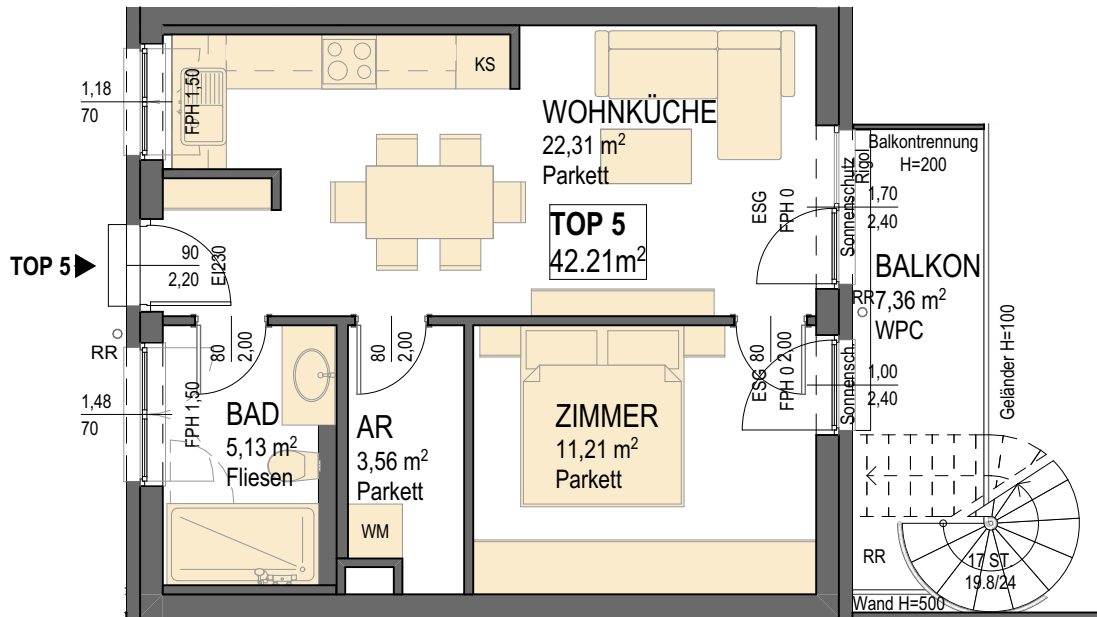 KS
1,18
70
FPH 1,50
WOHNKÜCHE
22,31 m²
Parkett
Balkontrennung
H=200
Sonnenschutz
Rigol
ESG
FPH 0
1,70
2,40
TOP 5
42.21m²
TOP 5
90
2,20
EI230
BALKON
7,36 m²
WPC
RR
Geländer H=100
RR
80
2,00
80
2,00
80
2,00
ESG
FPH 0
Sonnensch.
1,00
2,40
1,48
70
FPH 1,50
BAD
5,13 m²
Fliesen
AR
3,56 m²
Parkett
ZIMMER
11,21 m²
Parkett
WM
RR
17 ST.
19.8/24
Wand H=500